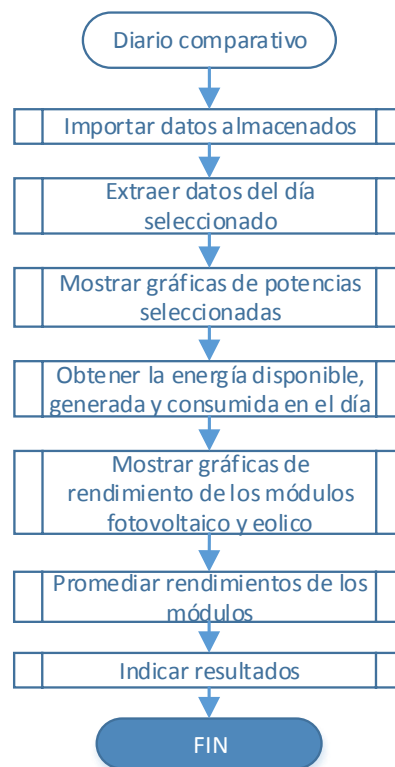 Diario comparativo
Importar datos almacenados
Extraer datos del día
seleccionado
Mostrar gráficas de potencias
seleccionadas
Obtener la energía disponible,
generada y consumida en el día
Mostrar gráficas de
rendimiento de los módulos
fotovoltaico y eolico
Promediar rendimientos de los
módulos
Indicar resultados
FIN